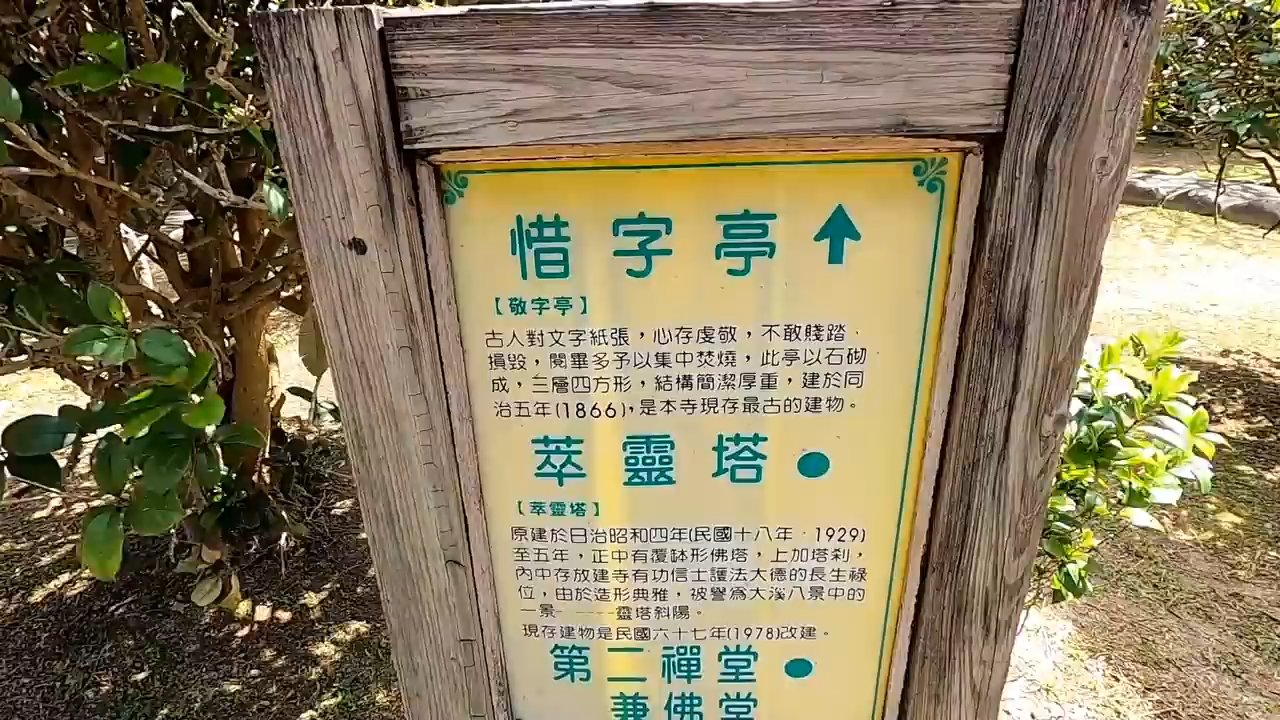 惜字亭↑
【敬字亭】
古人對文字紙張，心存虔敬，不敢賤踏、
損毀，閱畢多予以集中焚燒，此亭以石砌
成，三層四方形，結構簡潔厚重，建於同
治五年(1866)，是本寺現存最古的建物。
萃靈塔●
【萃靈塔】
原建於日治昭和四年(民國十八年·1929)
至五年，正中有覆缽形佛塔，上加塔剎，
內中存放建寺有功信士護法大德的長生祿
位，由於造形典雅，被譽為大溪八景中的
一景-----靈塔斜陽。
現存建物是民國六十七年(1978)改建。
第二禪堂●
兼佛堂